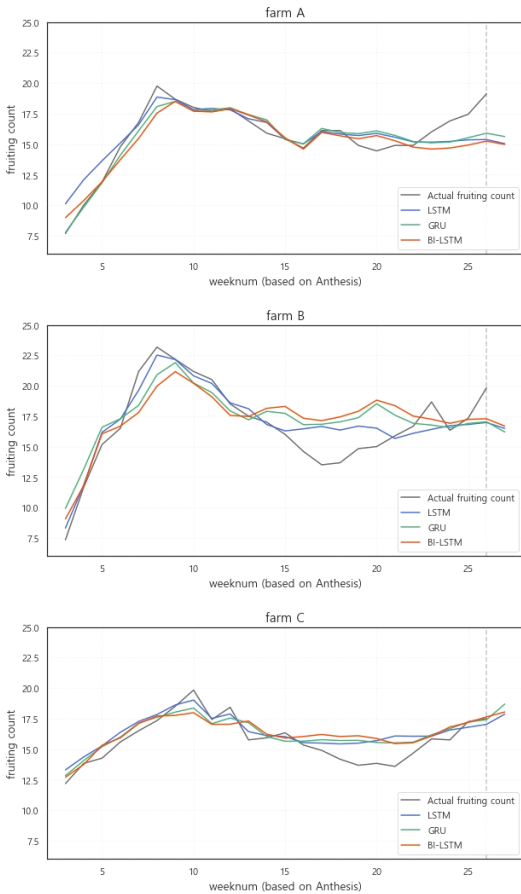 farm A
25.0
22.5
20.0
17.5
15.0
12.5
10.0
7.5
fruiting count
Actual fruiting count
LSTM
GRU
BI-LSTM
5 10 15 20 25
weeknum (based on Anthesis)
farm B
25.0
22.5
20.0
17.5
15.0
12.5
10.0
7.5
fruiting count
Actual fruiting count
LSTM
GRU
BI-LSTM
5 10 15 20 25
weeknum (based on Anthesis)
farm C
25.0
22.5
20.0
17.5
15.0
12.5
10.0
7.5
fruiting count
Actual fruiting count
LSTM
GRU
BI-LSTM
5 10 15 20 25
weeknum (based on Anthesis)